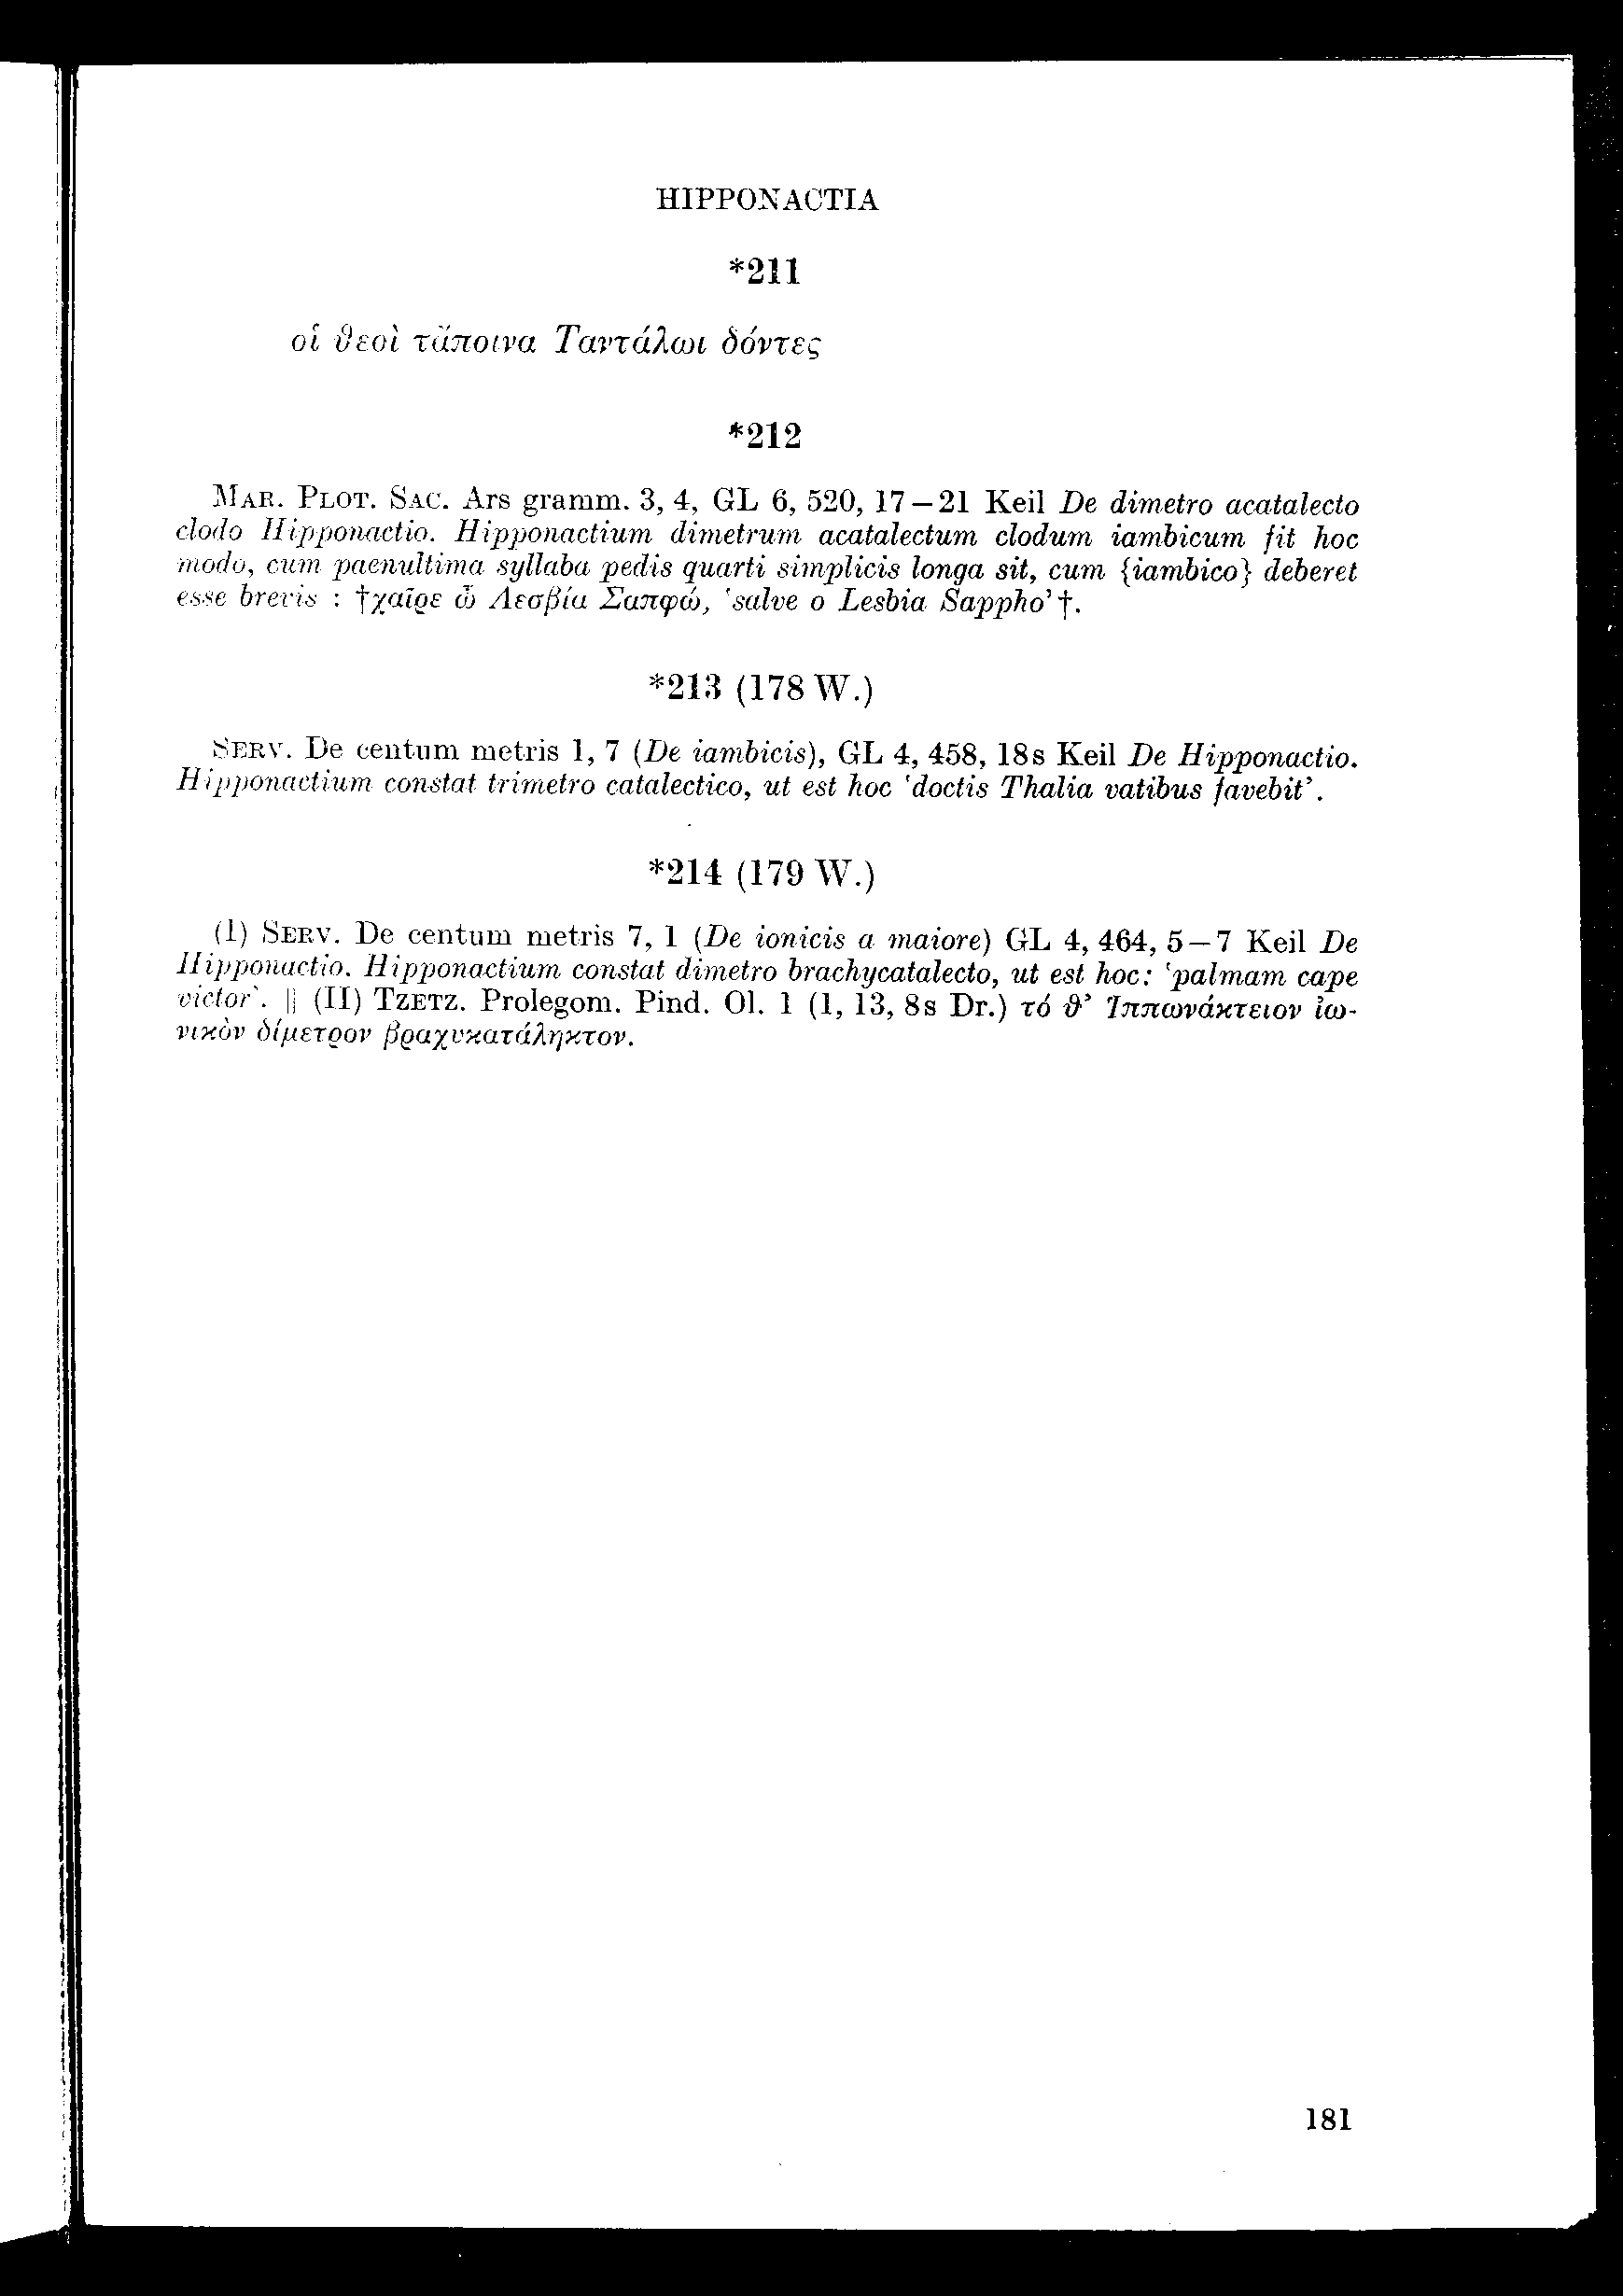 HIPPONACTIA
*211
οἱ ϑεοὶ τἄποινα Ταντάλωι δόντες
*212
MAR. PLOT. SAC. Ars gramm. 3, 4, GL 6, 520, 17–21 Keil De dimetro acatalecto
clodo Hipponactio. Hipponactium dimetrum acatalectum clodum iambicum fit hoc
modo, cum paenultima syllaba pedis quarti simplicis longa sit, cum {iambico} deberet
esse brevis : †χαῖρε ὦ Λεσβία Σαπφώ, ‘salve o Lesbia Sappho’†.
*213 (178 W.)
SERV. De centum metris 1, 7 (De iambicis), GL 4, 458, 18s Keil De Hipponactio.
Hipponactium constat trimetro catalectico, ut est hoc ‘doctis Thalia vatibus favebit’.
*214 (179 W.)
(I) SERV. De centum metris 7, 1 (De ionicis a maiore) GL 4, 464, 5–7 Keil De
Hipponactio. Hipponactium constat dimetro brachycatalecto, ut est hoc: ‘palmam cape
victor’. || (II) TZETZ. Prolegom. Pind. Ol. 1 (1, 13, 8s Dr.) τό ϑ’ Ἱππωνάκτειον ἰω-
νικὸν δίμετρον βραχυκατάληκτον.
181